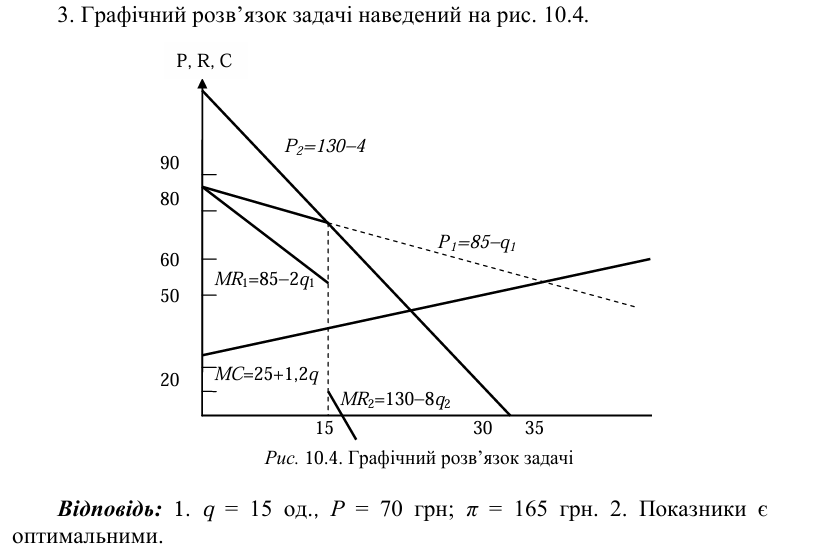 3. Графічний розв’язок задачі наведений на рис. 10.4.
P, R, C
P₂=130–4
90
80
P₁=85–q₁
60
MR₁=85–2q₁
50
MC=25+1,2q
20
MR₂=130–8q₂
15
30
35
Рис. 10.4. Графічний розв’язок задачі
Відповідь: 1. q = 15 од., P = 70 грн; π = 165 грн. 2. Показники є
оптимальними.